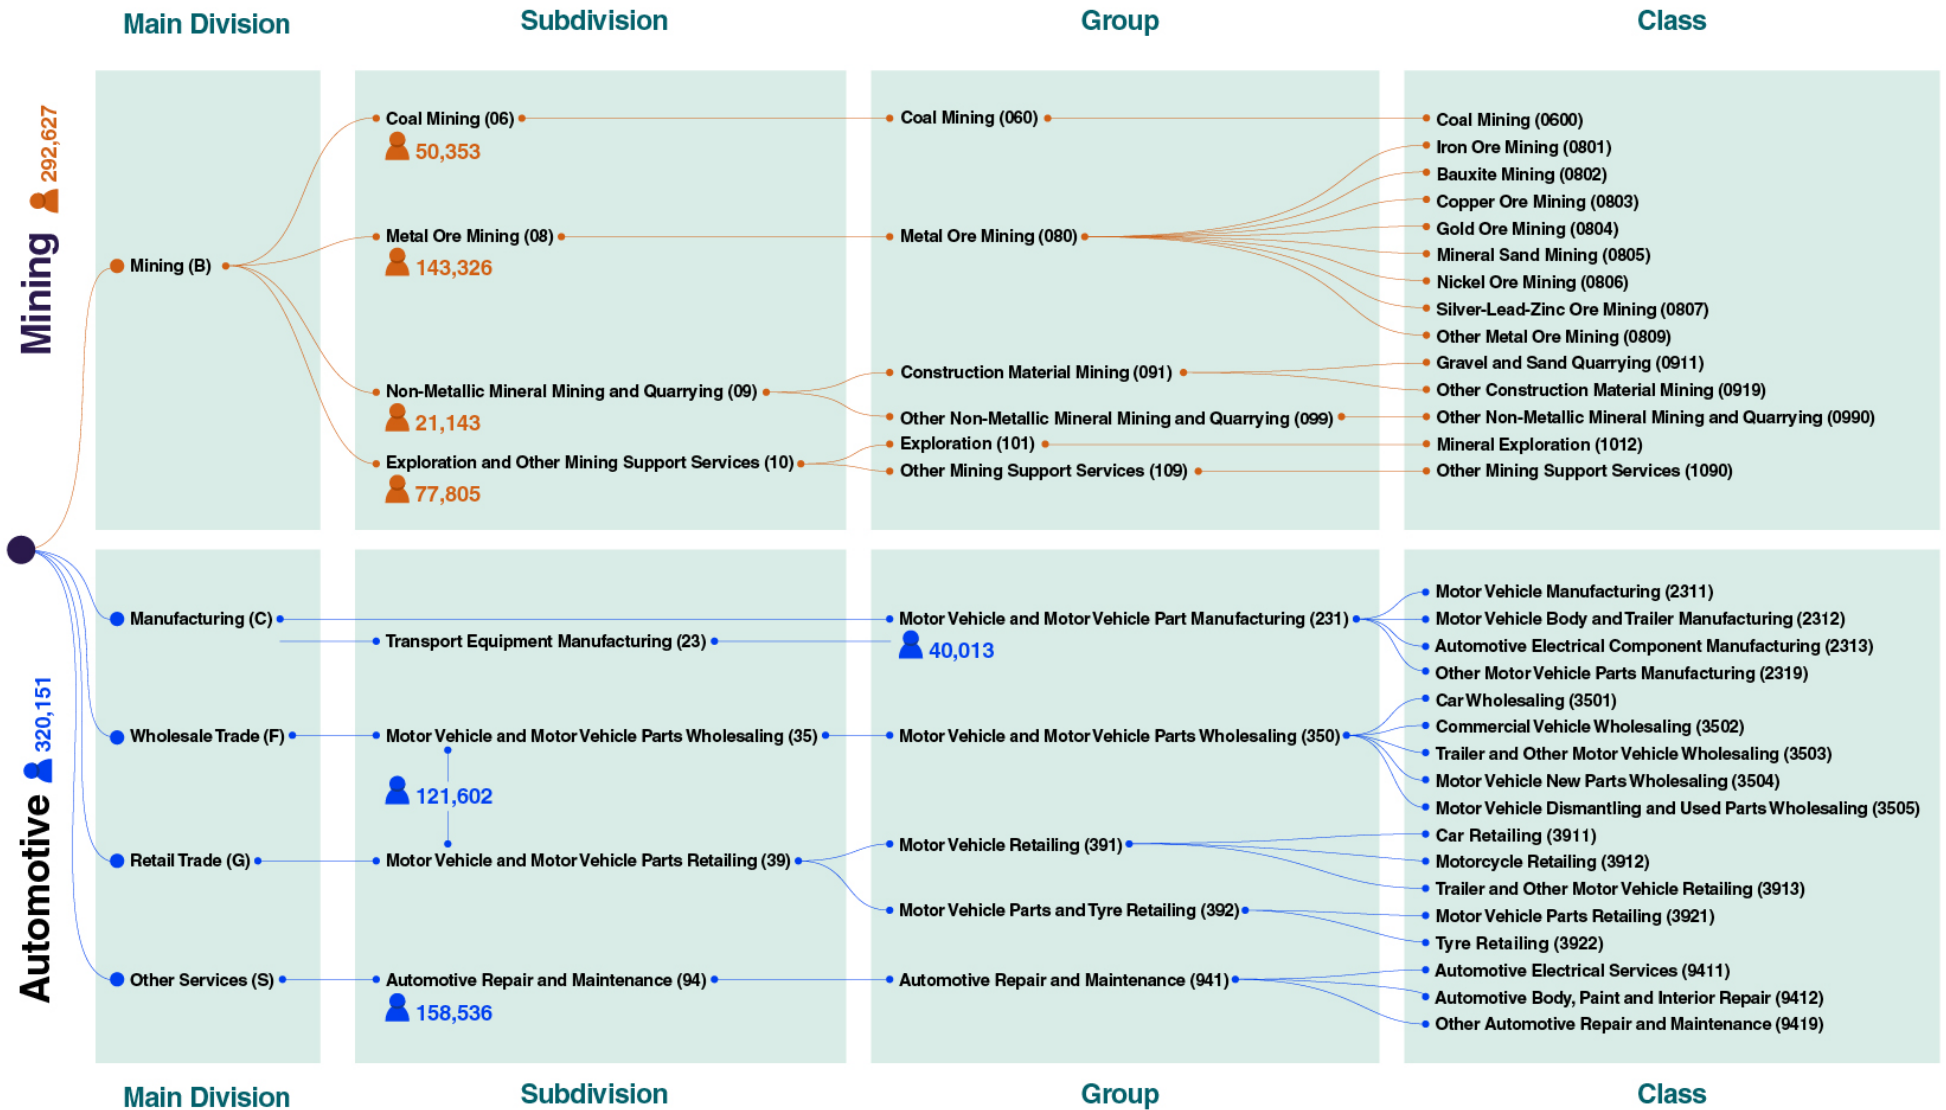 Main Division
Subdivision
Group
Class
Mining 292,627
Mining (B)
Coal Mining (06)
50,353
Metal Ore Mining (08)
143,326
Non-Metallic Mineral Mining and Quarrying (09)
21,143
Exploration and Other Mining Support Services (10)
77,805
Coal Mining (060)
Metal Ore Mining (080)
Construction Material Mining (091)
Other Non-Metallic Mineral Mining and Quarrying (099)
Exploration (101)
Other Mining Support Services (109)
Coal Mining (0600)
Iron Ore Mining (0801)
Bauxite Mining (0802)
Copper Ore Mining (0803)
Gold Ore Mining (0804)
Mineral Sand Mining (0805)
Nickel Ore Mining (0806)
Silver-Lead-Zinc Ore Mining (0807)
Other Metal Ore Mining (0809)
Gravel and Sand Quarrying (0911)
Other Construction Material Mining (0919)
Other Non-Metallic Mineral Mining and Quarrying (0990)
Mineral Exploration (1012)
Other Mining Support Services (1090)
Automotive 320,151
Manufacturing (C)
Wholesale Trade (F)
Retail Trade (G)
Other Services (S)
Transport Equipment Manufacturing (23)
Motor Vehicle and Motor Vehicle Parts Wholesaling (35)
121,602
Motor Vehicle and Motor Vehicle Parts Retailing (39)
Automotive Repair and Maintenance (94)
158,536
Motor Vehicle and Motor Vehicle Part Manufacturing (231)
40,013
Motor Vehicle and Motor Vehicle Parts Wholesaling (350)
Motor Vehicle Retailing (391)
Motor Vehicle Parts and Tyre Retailing (392)
Automotive Repair and Maintenance (941)
Motor Vehicle Manufacturing (2311)
Motor Vehicle Body and Trailer Manufacturing (2312)
Automotive Electrical Component Manufacturing (2313)
Other Motor Vehicle Parts Manufacturing (2319)
Car Wholesaling (3501)
Commercial Vehicle Wholesaling (3502)
Trailer and Other Motor Vehicle Wholesaling (3503)
Motor Vehicle New Parts Wholesaling (3504)
Motor Vehicle Dismantling and Used Parts Wholesaling (3505)
Car Retailing (3911)
Motorcycle Retailing (3912)
Trailer and Other Motor Vehicle Retailing (3913)
Motor Vehicle Parts Retailing (3921)
Tyre Retailing (3922)
Automotive Electrical Services (9411)
Automotive Body, Paint and Interior Repair (9412)
Other Automotive Repair and Maintenance (9419)
Main Division
Subdivision
Group
Class